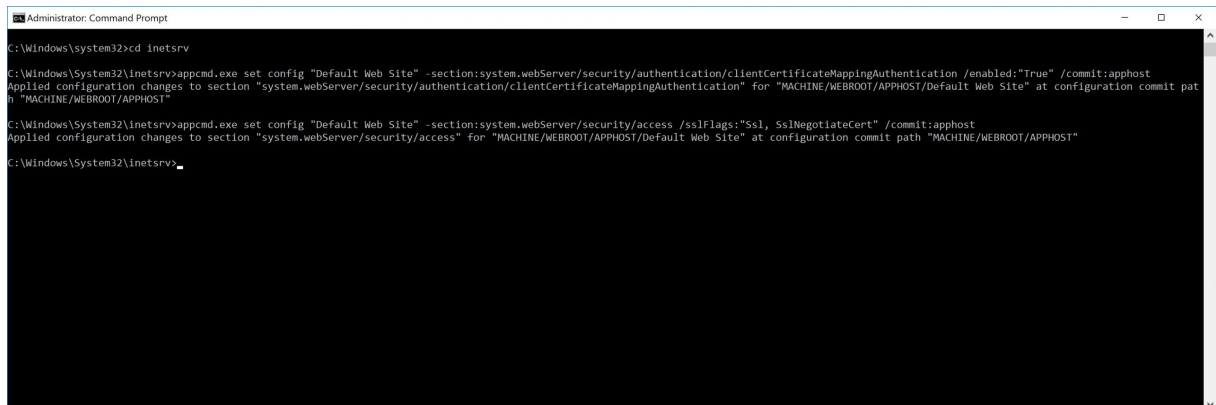 Administrator: Command Prompt
C:\Windows\system32>cd inetsrv
C:\Windows\System32\inetsrv>appcmd.exe set config "Default Web Site" -section:system.webServer/security/authentication/clientCertificateMappingAuthentication /enabled:"True" /commit:apphost
Applied configuration changes to section "system.webServer/security/authentication/clientCertificateMappingAuthentication" for "MACHINE/WEBROOT/APPHOST/Default Web Site" at configuration commit pat
h "MACHINE/WEBROOT/APPHOST"
C:\Windows\System32\inetsrv>appcmd.exe set config "Default Web Site" -section:system.webServer/security/access /sslFlags:"Ssl, SslNegotiateCert" /commit:apphost
Applied configuration changes to section "system.webServer/security/access" for "MACHINE/WEBROOT/APPHOST/Default Web Site" at configuration commit path "MACHINE/WEBROOT/APPHOST"
C:\Windows\System32\inetsrv>